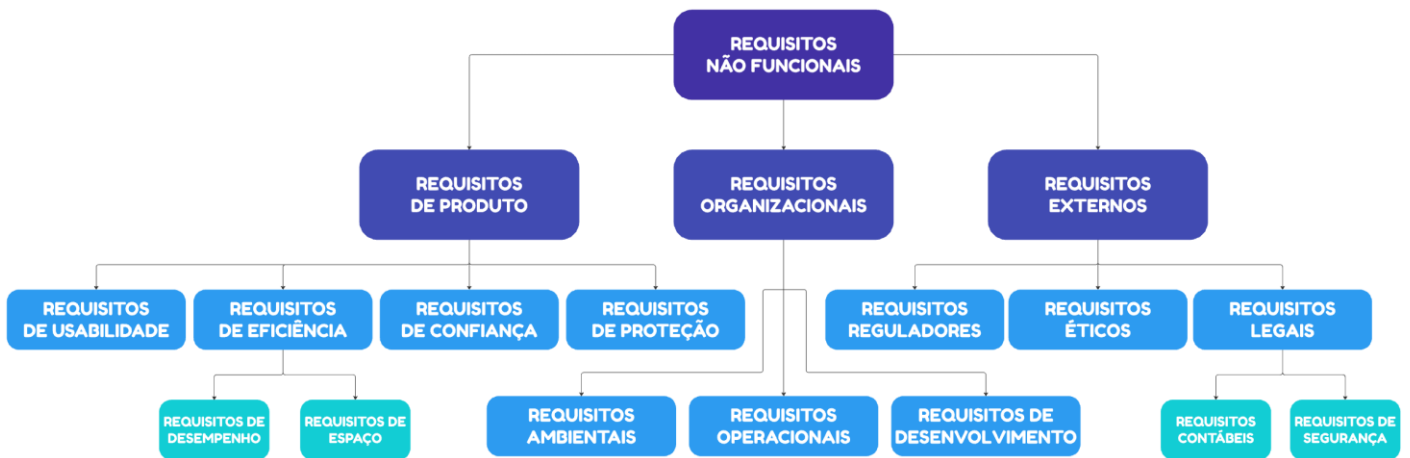 REQUISITOS
NÃO FUNCIONAIS
REQUISITOS
DE PRODUTO
REQUISITOS
ORGANIZACIONAIS
REQUISITOS
EXTERNOS
REQUISITOS
DE USABILIDADE
REQUISITOS
DE EFICIÊNCIA
REQUISITOS
DE CONFIANÇA
REQUISITOS
DE PROTEÇÃO
REQUISITOS
REGULADORES
REQUISITOS
ÉTICOS
REQUISITOS
LEGAIS
REQUISITOS DE
DESEMPENHO
REQUISITOS DE
ESPAÇO
REQUISITOS
AMBIENTAIS
REQUISITOS
OPERACIONAIS
REQUISITOS DE
DESENVOLVIMENTO
REQUISITOS
CONTÁBEIS
REQUISITOS DE
SEGURANÇA